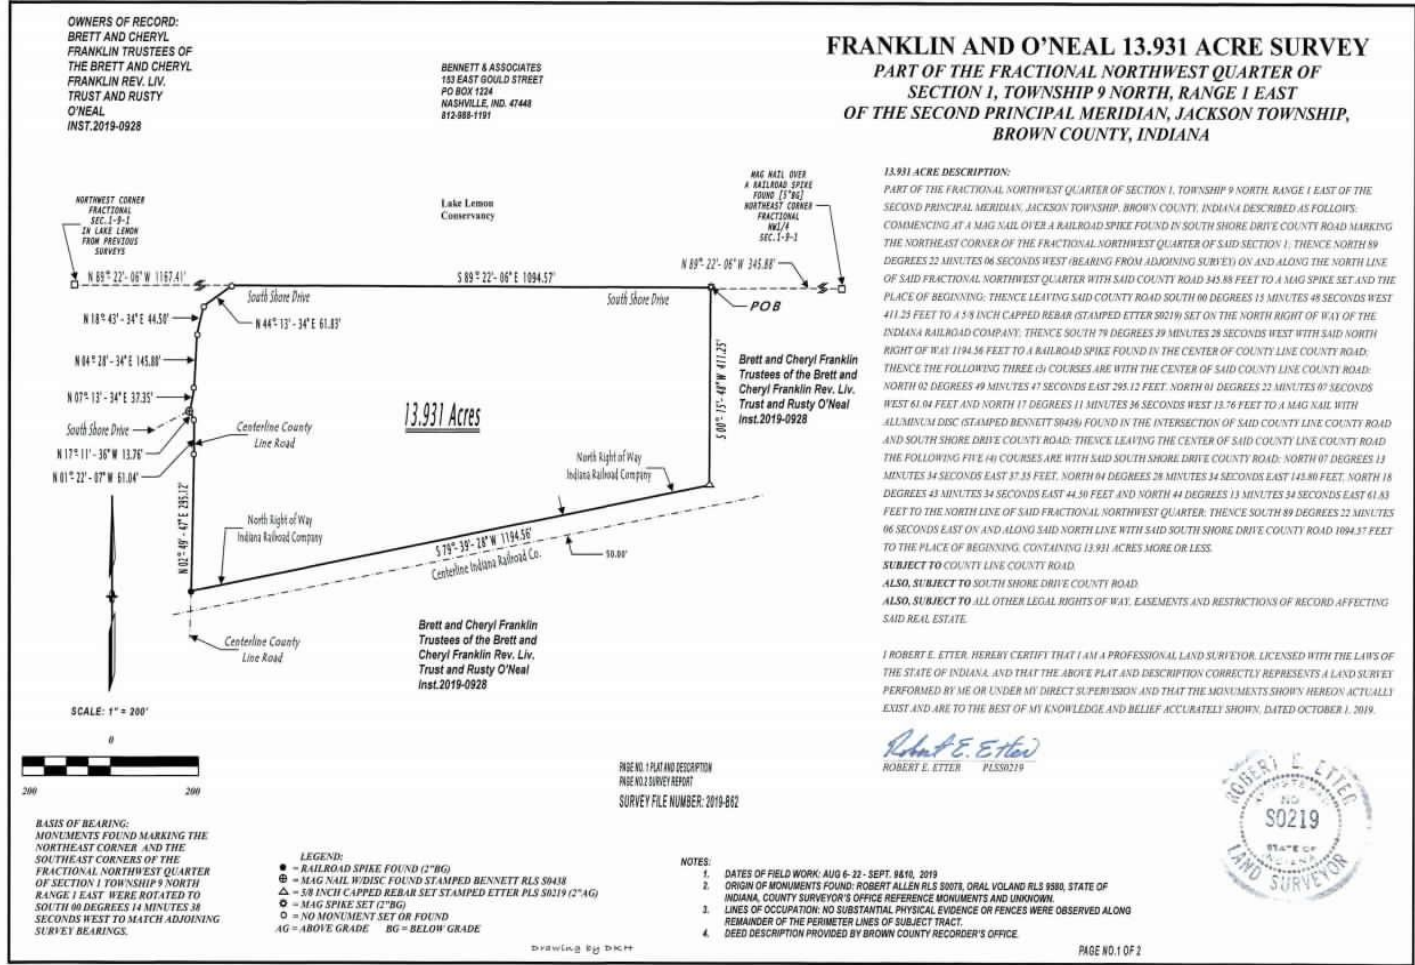 OWNERS OF RECORD:
BRETT AND CHERYL
FRANKLIN TRUSTEES OF
THE BRETT AND CHERYL
FRANKLIN REV. LIV.
TRUST AND RUSTY
O'NEAL
INST.2019-0928
BENNETT & ASSOCIATES
153 EAST GOULD STREET
PO BOX 1224
NASHVILLE, IND. 47448
812-988-1191
FRANKLIN AND O'NEAL 13.931 ACRE SURVEY
PART OF THE FRACTIONAL NORTHWEST QUARTER OF
SECTION 1, TOWNSHIP 9 NORTH, RANGE 1 EAST
OF THE SECOND PRINCIPAL MERIDIAN, JACKSON TOWNSHIP,
BROWN COUNTY, INDIANA
NORTHWEST CORNER
FRACTIONAL
SEC.1-9-1
IN LAKE LEMON
FROM PREVIOUS
SURVEYS
Lake Lemon
Conservancy
MAG NAIL OVER
A RAILROAD SPIKE
FOUND [5"BG]
NORTHEAST CORNER
FRACTIONAL
NW1/4
SEC.1-9-1
N 89°- 22'- 06" W 1167.41'
S 89°- 22'- 06" E 1094.57'
N 89°- 22'- 06" W 345.88'
South Shore Drive
South Shore Drive
POB
N 18°- 43'- 34" E 44.50'
N 44°- 13'- 34" E 61.83'
N 04°- 28'- 34" E 145.80'
N 07°- 13'- 34" E 37.35'
South Shore Drive
N 17°- 11'- 36" W 13.76'
N 01°- 22'- 07" W 61.04'
Centerline County
Line Road
13.931 Acres
S 00°- 15'- 48" W 411.25'
Brett and Cheryl Franklin
Trustees of the Brett and
Cheryl Franklin Rev. Liv.
Trust and Rusty O'Neal
Inst.2019-0928
North Right of Way
Indiana Railroad Company
N 02°- 49'- 47" E 295.12'
North Right of Way
Indiana Railroad Company
S 79°- 39'- 28" W 1194.56'
Centerline Indiana Railroad Co.
50.00'
Centerline County
Line Road
Brett and Cheryl Franklin
Trustees of the Brett and
Cheryl Franklin Rev. Liv.
Trust and Rusty O'Neal
Inst.2019-0928
SCALE: 1" = 200'
0
200
200
13.931 ACRE DESCRIPTION:
PART OF THE FRACTIONAL NORTHWEST QUARTER OF SECTION 1, TOWNSHIP 9 NORTH, RANGE 1 EAST OF THE
SECOND PRINCIPAL MERIDIAN, JACKSON TOWNSHIP, BROWN COUNTY, INDIANA DESCRIBED AS FOLLOWS:
COMMENCING AT A MAG NAIL OVER A RAILROAD SPIKE FOUND IN SOUTH SHORE DRIVE COUNTY ROAD MARKING
THE NORTHEAST CORNER OF THE FRACTIONAL NORTHWEST QUARTER OF SAID SECTION 1; THENCE NORTH 89
DEGREES 22 MINUTES 06 SECONDS WEST (BEARING FROM ADJOINING SURVEY) ON AND ALONG THE NORTH LINE
OF SAID FRACTIONAL NORTHWEST QUARTER WITH SAID COUNTY ROAD 345.88 FEET TO A MAG SPIKE SET AND THE
PLACE OF BEGINNING; THENCE LEAVING SAID COUNTY ROAD SOUTH 00 DEGREES 15 MINUTES 48 SECONDS WEST
411.25 FEET TO A 5/8 INCH CAPPED REBAR (STAMPED ETTER S0219) SET ON THE NORTH RIGHT OF WAY OF THE
INDIANA RAILROAD COMPANY; THENCE SOUTH 79 DEGREES 39 MINUTES 28 SECONDS WEST WITH SAID NORTH
RIGHT OF WAY 1194.56 FEET TO A RAILROAD SPIKE FOUND IN THE CENTER OF COUNTY LINE COUNTY ROAD;
THENCE THE FOLLOWING THREE (3) COURSES ARE WITH THE CENTER OF SAID COUNTY LINE COUNTY ROAD:
NORTH 02 DEGREES 49 MINUTES 47 SECONDS EAST 295.12 FEET, NORTH 01 DEGREES 22 MINUTES 07 SECONDS
WEST 61.04 FEET AND NORTH 17 DEGREES 11 MINUTES 36 SECONDS WEST 13.76 FEET TO A MAG NAIL WITH
ALUMINUM DISC (STAMPED BENNETT S0438) FOUND IN THE INTERSECTION OF SAID COUNTY LINE COUNTY ROAD
AND SOUTH SHORE DRIVE COUNTY ROAD; THENCE LEAVING THE CENTER OF SAID COUNTY LINE COUNTY ROAD
THE FOLLOWING FIVE (4) COURSES ARE WITH SAID SOUTH SHORE DRIVE COUNTY ROAD: NORTH 07 DEGREES 13
MINUTES 34 SECONDS EAST 37.35 FEET, NORTH 04 DEGREES 28 MINUTES 34 SECONDS EAST 145.80 FEET, NORTH 18
DEGREES 43 MINUTES 34 SECONDS EAST 44.50 FEET AND NORTH 44 DEGREES 13 MINUTES 34 SECONDS EAST 61.83
FEET TO THE NORTH LINE OF SAID FRACTIONAL NORTHWEST QUARTER; THENCE SOUTH 89 DEGREES 22 MINUTES
06 SECONDS EAST ON AND ALONG SAID NORTH LINE WITH SAID SOUTH SHORE DRIVE COUNTY ROAD 1094.57 FEET
TO THE PLACE OF BEGINNING, CONTAINING 13.931 ACRES MORE OR LESS.
SUBJECT TO COUNTY LINE COUNTY ROAD.
ALSO, SUBJECT TO SOUTH SHORE DRIVE COUNTY ROAD.
ALSO, SUBJECT TO ALL OTHER LEGAL RIGHTS OF WAY, EASEMENTS AND RESTRICTIONS OF RECORD AFFECTING
SAID REAL ESTATE.
I ROBERT E. ETTER, HEREBY CERTIFY THAT I AM A PROFESSIONAL LAND SURVEYOR, LICENSED WITH THE LAWS OF
THE STATE OF INDIANA, AND THAT THE ABOVE PLAT AND DESCRIPTION CORRECTLY REPRESENTS A LAND SURVEY
PERFORMED BY ME OR UNDER MY DIRECT SUPERVISION AND THAT THE MONUMENTS SHOWN HEREON ACTUALLY
EXIST AND ARE TO THE BEST OF MY KNOWLEDGE AND BELIEF ACCURATELY SHOWN, DATED OCTOBER 1, 2019.
Robert E. Etter
ROBERT E. ETTER PLSS0219
ROBERT E. ETTER
REGISTERED
NO
S0219
STATE OF
INDIANA
LAND SURVEYOR
PAGE NO. 1 PLAT AND DESCRIPTION
PAGE NO.2 SURVEY REPORT
SURVEY FILE NUMBER: 2019-B62
BASIS OF BEARING:
MONUMENTS FOUND MARKING THE
NORTHEAST CORNER AND THE
SOUTHEAST CORNERS OF THE
FRACTIONAL NORTHWEST QUARTER
OF SECTION 1 TOWNSHIP 9 NORTH
RANGE 1 EAST WERE ROTATED TO
SOUTH 00 DEGREES 14 MINUTES 38
SECONDS WEST TO MATCH ADJOINING
SURVEY BEARINGS.
LEGEND:
= RAILROAD SPIKE FOUND (2"BG)
= MAG NAIL W/DISC FOUND STAMPED BENNETT RLS S0438
= 5/8 INCH CAPPED REBAR SET STAMPED ETTER PLS S0219 (2"AG)
= MAG SPIKE SET (2"BG)
= NO MONUMENT SET OR FOUND
AG = ABOVE GRADE BG = BELOW GRADE
NOTES:
1. DATES OF FIELD WORK: AUG 6- 22 - SEPT. 9&10, 2019
2. ORIGIN OF MONUMENTS FOUND: ROBERT ALLEN RLS S0078, ORAL VOLAND RLS 9580, STATE OF
INDIANA, COUNTY SURVEYOR'S OFFICE REFERENCE MONUMENTS AND UNKNOWN.
3. LINES OF OCCUPATION: NO SUBSTANTIAL PHYSICAL EVIDENCE OR FENCES WERE OBSERVED ALONG
REMAINDER OF THE PERIMETER LINES OF SUBJECT TRACT.
4. DEED DESCRIPTION PROVIDED BY BROWN COUNTY RECORDER'S OFFICE.
Drawing By DKH
PAGE NO.1 OF 2